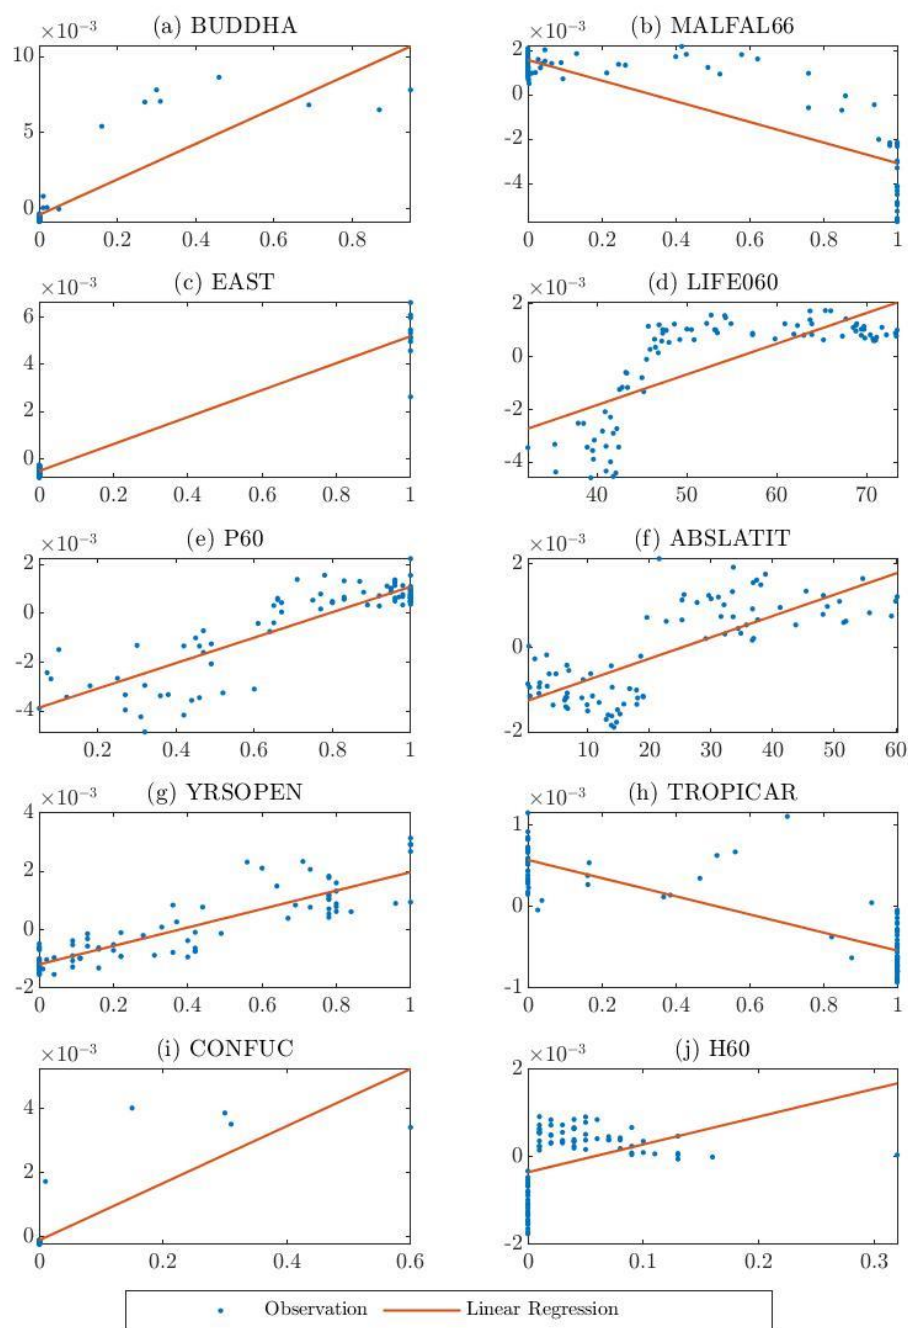 (a) BUDDHA
×10⁻³
10
5
0
0 0.2 0.4 0.6 0.8
(b) MALFAL66
×10⁻³
2
0
-2
-4
0 0.2 0.4 0.6 0.8 1
(c) EAST
×10⁻³
6
4
2
0
0 0.2 0.4 0.6 0.8 1
(d) LIFE060
×10⁻³
2
0
-2
-4
40 50 60 70
(e) P60
×10⁻³
2
0
-2
-4
0.2 0.4 0.6 0.8 1
(f) ABSLATIT
×10⁻³
2
0
-2
10 20 30 40 50 60
(g) YRSOPEN
×10⁻³
4
2
0
-2
0 0.2 0.4 0.6 0.8 1
(h) TROPICAR
×10⁻³
1
0
-1
0 0.2 0.4 0.6 0.8 1
(i) CONFUC
×10⁻³
4
2
0
0 0.2 0.4 0.6
(j) H60
×10⁻³
2
0
-2
0 0.1 0.2 0.3
Observation Linear Regression